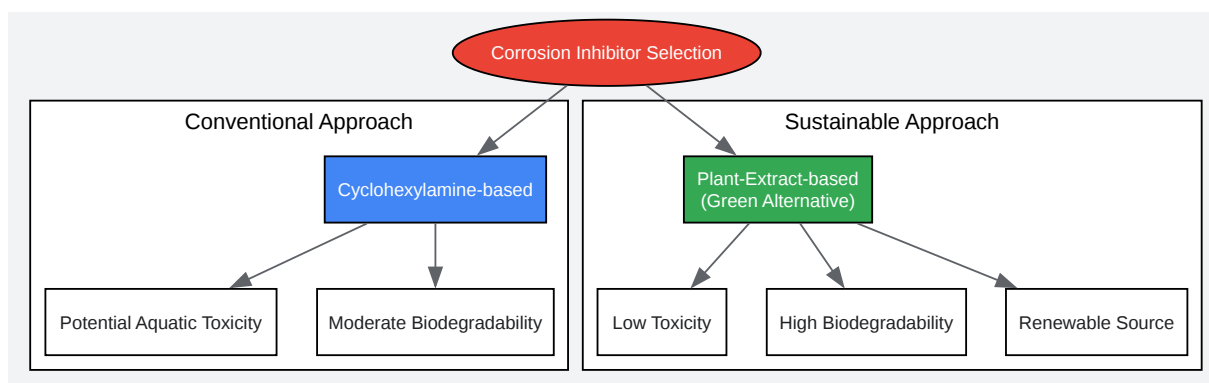 Corrosion Inhibitor Selection
Conventional Approach
Sustainable Approach
Cyclohexylamine-based
Plant-Extract-based
(Green Alternative)
Potential Aquatic Toxicity
Moderate Biodegradability
Low Toxicity
High Biodegradability
Renewable Source